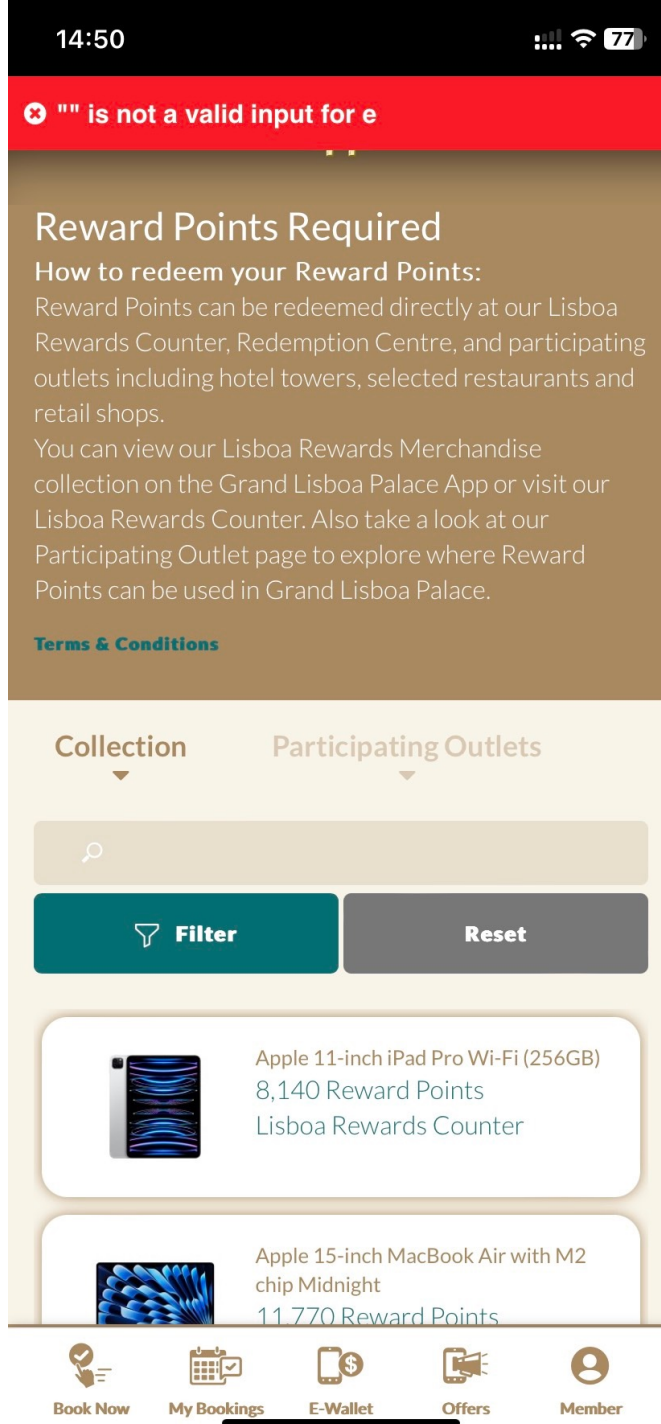 14:50
77
"" is not a valid input for e
Reward Points Required
How to redeem your Reward Points:
Reward Points can be redeemed directly at our Lisboa
Rewards Counter, Redemption Centre, and participating
outlets including hotel towers, selected restaurants and
retail shops.
You can view our Lisboa Rewards Merchandise
collection on the Grand Lisboa Palace App or visit our
Lisboa Rewards Counter. Also take a look at our
Participating Outlet page to explore where Reward
Points can be used in Grand Lisboa Palace.
Terms & Conditions
Collection
Participating Outlets
Filter
Reset
Apple 11-inch iPad Pro Wi-Fi (256GB)
8,140 Reward Points
Lisboa Rewards Counter
Apple 15-inch MacBook Air with M2
chip Midnight
11,770 Reward Points
Book Now
My Bookings
E-Wallet
Offers
Member